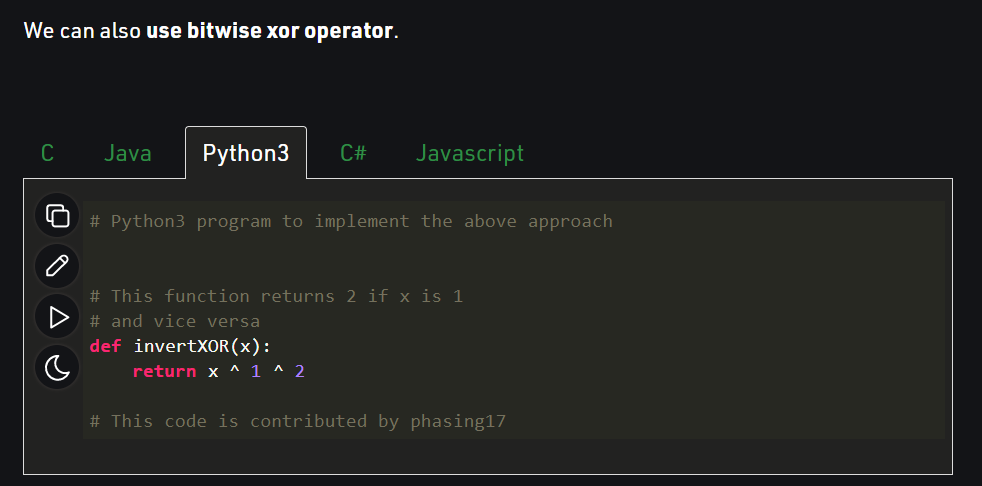 We can also use bitwise xor operator.
C Java Python3 C# Javascript
# Python3 program to implement the above approach
# This function returns 2 if x is 1
# and vice versa
def invertXOR(x):
    return x ^ 1 ^ 2
# This code is contributed by phasing17